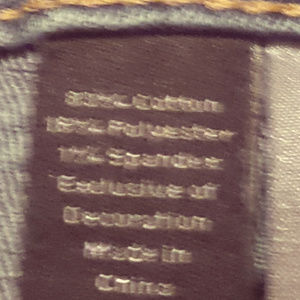 Cotton
Polyester
Spandex
Exclusive of
Decoration
Made in
China